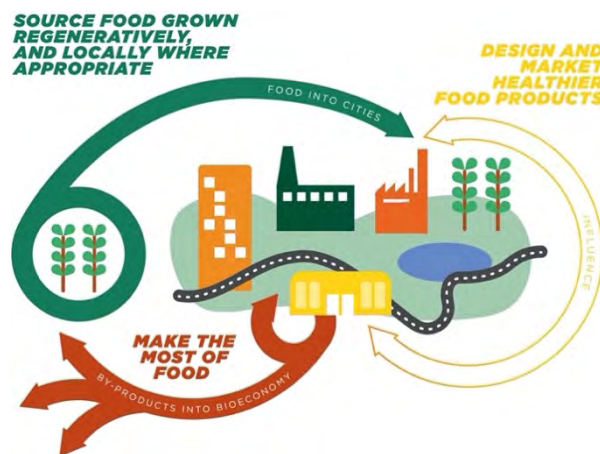 SOURCE FOOD GROWN
REGENERATIVELY,
AND LOCALLY WHERE
APPROPRIATE
DESIGN AND
MARKET
HEALTHIER
FOOD PRODUCTS
FOOD INTO CITIES
INFLUENCE
MAKE THE
MOST OF
FOOD
BY-PRODUCTS INTO BIOECONOMY